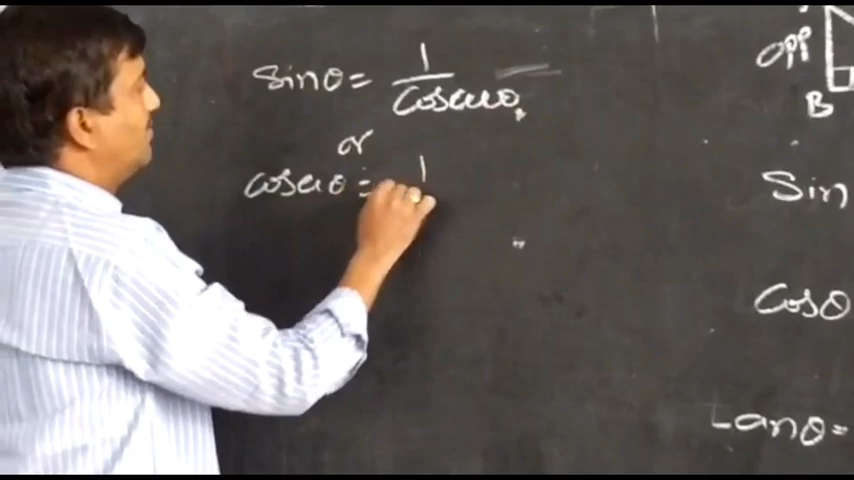 sinθ = 1 / cosecθ
or
cosecθ = 1
opp
B
Sin
Cosθ
Tanθ =